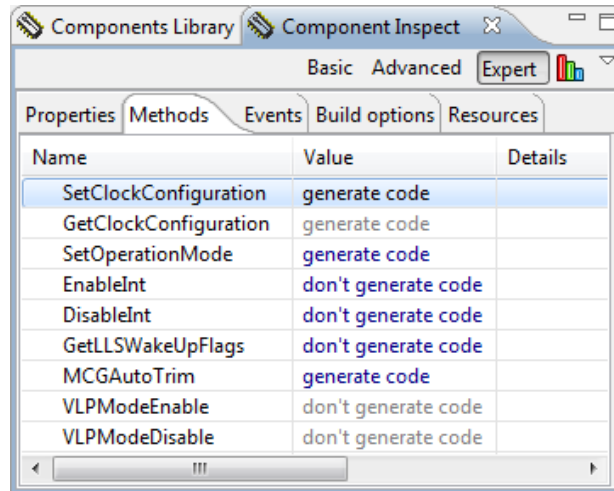 Components Library Component Inspect
Basic Advanced Expert
Properties Methods Events Build options Resources
Name Value Details
SetClockConfiguration generate code
GetClockConfiguration generate code
SetOperationMode generate code
EnableInt don't generate code
DisableInt don't generate code
GetLLSWakeUpFlags don't generate code
MCGAutoTrim generate code
VLPModeEnable don't generate code
VLPModeDisable don't generate code